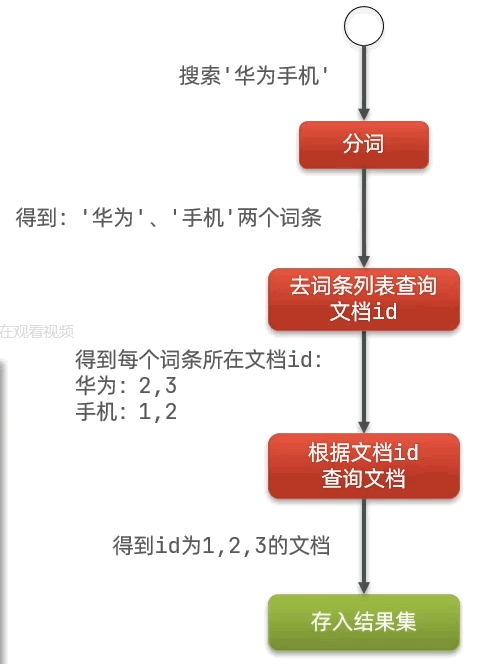 搜索'华为手机'
分词
得到：'华为'、'手机'两个词条
去词条列表查询
文档id
在观看视频
得到每个词条所在文档id：
华为：2,3
手机：1,2
根据文档id
查询文档
得到id为1,2,3的文档
存入结果集